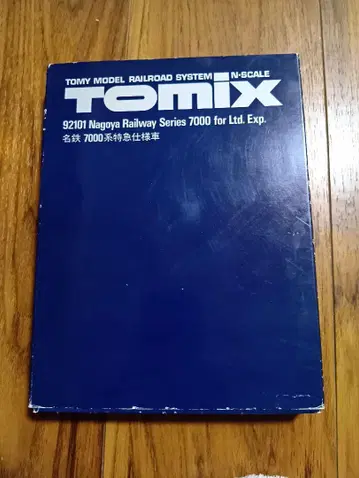 TOMY MODEL RAILROAD SYSTEM N-SCALE
TOMIX
92101 Nagoya Railway Series 7000 for Ltd. Exp.
名鉄 7000系特急仕様車